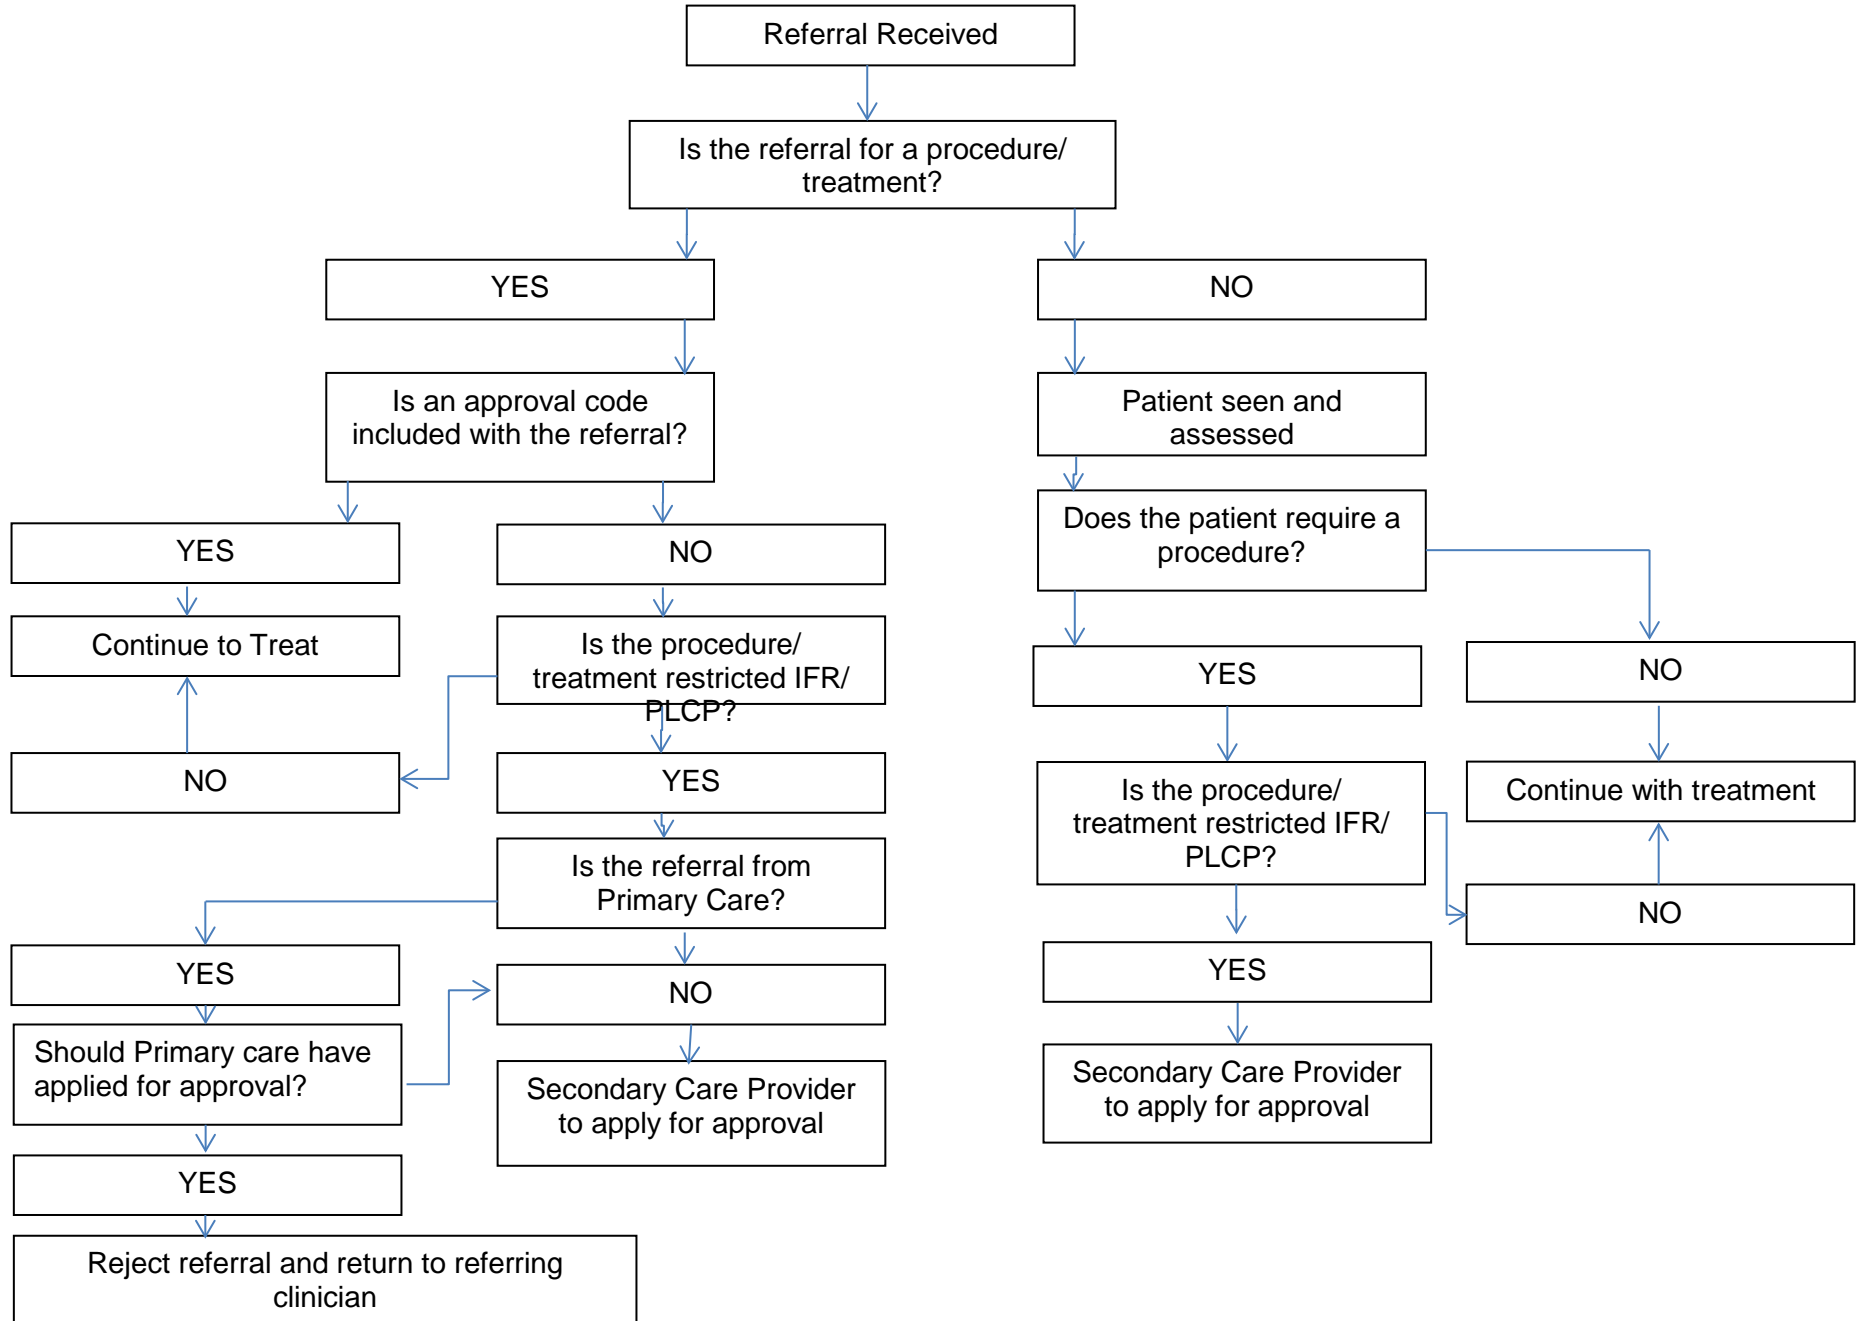 Referral Received
Is the referral for a procedure/
treatment?
YES
NO
Is an approval code
included with the referral?
Patient seen and
assessed
YES
NO
Does the patient require a
procedure?
Continue to Treat
Is the procedure/
treatment restricted IFR/
PLCP?
YES
NO
NO
YES
Is the procedure/
treatment restricted IFR/
PLCP?
Continue with treatment
Is the referral from
Primary Care?
NO
YES
NO
YES
Should Primary care have
applied for approval?
Secondary Care Provider
to apply for approval
Secondary Care Provider
to apply for approval
YES
Reject referral and return to referring
clinician